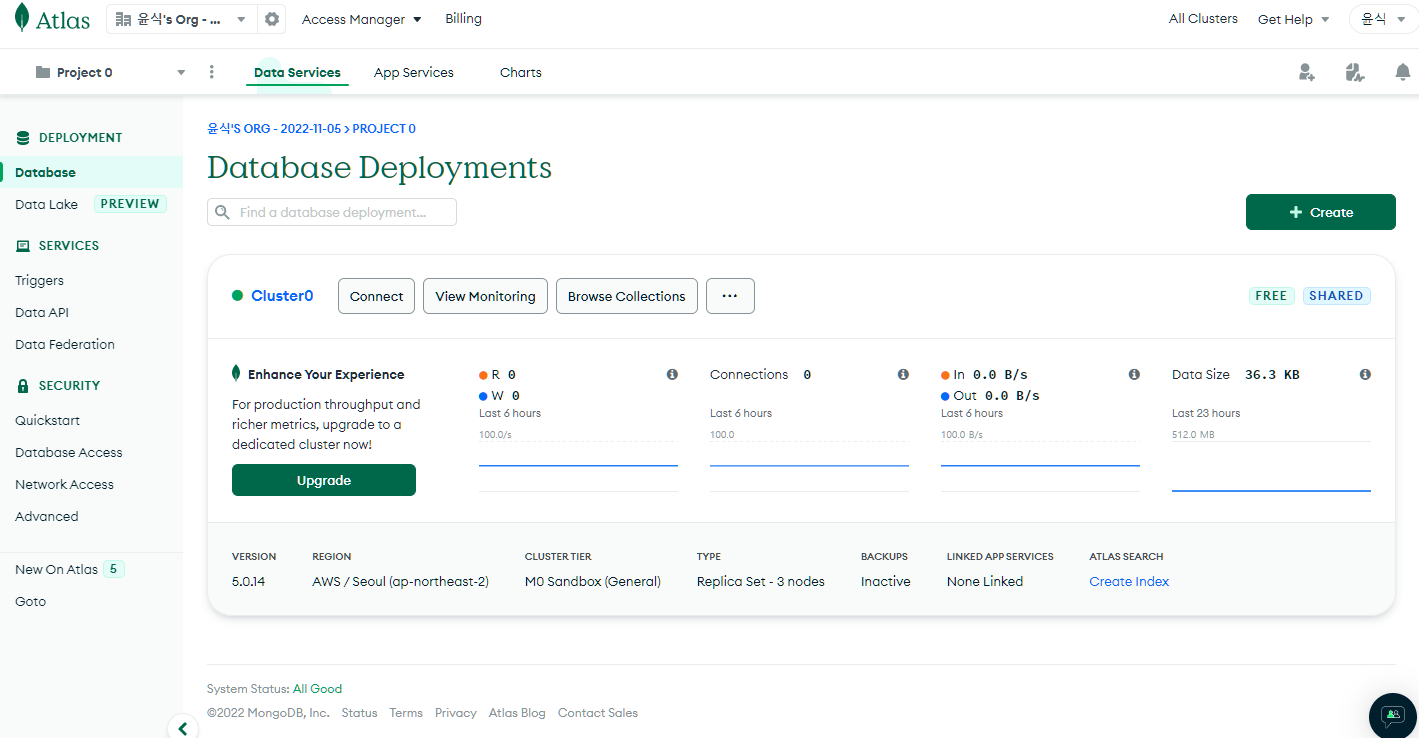 Atlas
윤식's Org - ...
Access Manager
Billing
All Clusters
Get Help
윤식
Project 0
Data Services
App Services
Charts
DEPLOYMENT
Database
Data Lake PREVIEW
SERVICES
Triggers
Data API
Data Federation
SECURITY
Quickstart
Database Access
Network Access
Advanced
New On Atlas 5
Goto
윤식'S ORG - 2022-11-05 > PROJECT 0
Database Deployments
Find a database deployment...
+ Create
Cluster0
Connect
View Monitoring
Browse Collections
...
FREE
SHARED
Enhance Your Experience
For production throughput and
richer metrics, upgrade to a
dedicated cluster now!
Upgrade
R 0
W 0
Last 6 hours
100.0/s
Connections 0
Last 6 hours
100.0
In 0.0 B/s
Out 0.0 B/s
Last 6 hours
100.0 B/s
Data Size 36.3 KB
Last 23 hours
512.0 MB
VERSION
5.0.14
REGION
AWS / Seoul (ap-northeast-2)
CLUSTER TIER
M0 Sandbox (General)
TYPE
Replica Set - 3 nodes
BACKUPS
Inactive
LINKED APP SERVICES
None Linked
ATLAS SEARCH
Create Index
System Status: All Good
©2022 MongoDB, Inc. Status Terms Privacy Atlas Blog Contact Sales